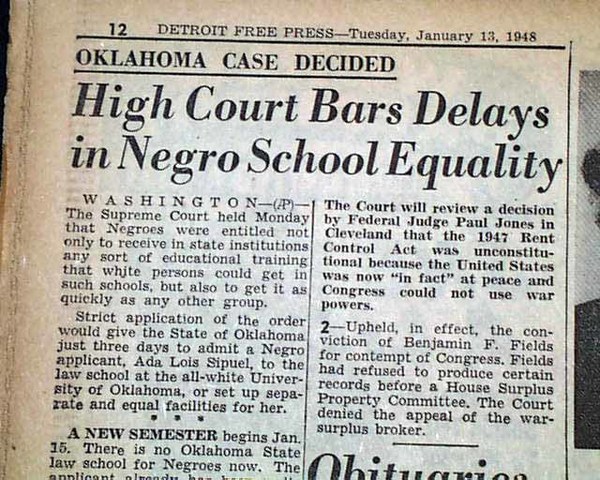 12 DETROIT FREE PRESS—Tuesday, January 13, 1948
OKLAHOMA CASE DECIDED
High Court Bars Delays
in Negro School Equality
WASHINGTON—(AP)—
The Supreme Court held Monday
that Negroes were entitled not
only to receive in state institutions
any sort of educational training
that white persons could get in
such schools, but also to get it as
quickly as any other group.
Strict application of the order
would give the State of Oklahoma
just three days to admit a Negro
applicant, Ada Lois Sipuel, to the
law school at the all-white Univer-
sity of Oklahoma, or set up sepa-
rate and equal facilities for her.
* * *
A NEW SEMESTER begins Jan.
15. There is no Oklahoma State
law school for Negroes now. The
applicant already has been
The Court will review a decision
by Federal Judge Paul Jones in
Cleveland that the 1947 Rent
Control Act was unconstitu-
tional because the United States
was now "in fact" at peace and
Congress could not use war
powers.
2—Upheld, in effect, the con-
viction of Benjamin F. Fields
for contempt of Congress. Fields
had refused to produce certain
records before a House Surplus
Property Committee. The Court
denied the appeal of the war-
surplus broker.
Obituaries